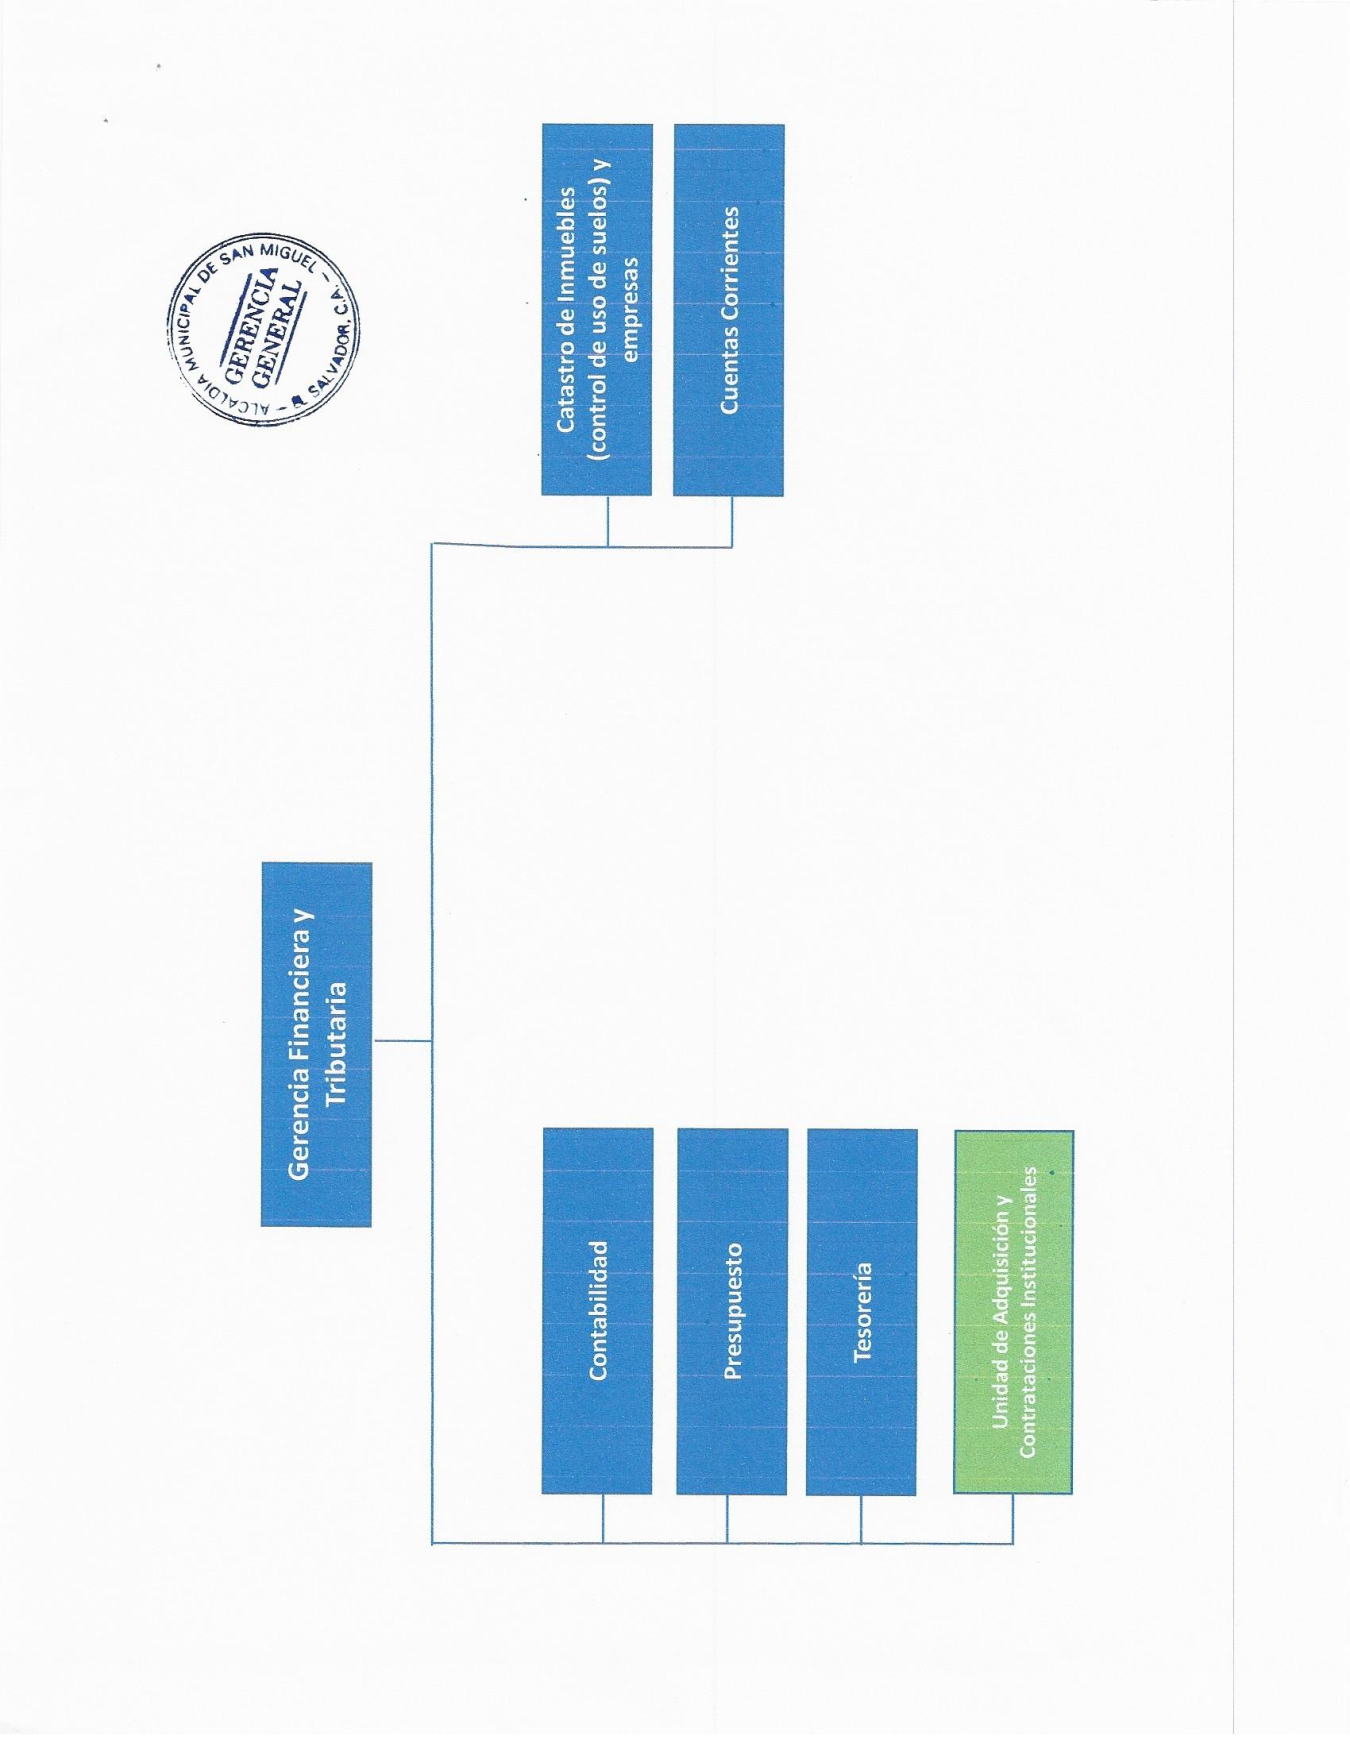 ALCALDIA MUNICIPAL DE SAN MIGUEL –
GERENCIA
GENERAL
– EL SALVADOR, C.A. –
Gerencia Financiera y
Tributaria
Contabilidad
Presupuesto
Tesorería
Unidad de Adquisición y
Contrataciones Institucionales
Catastro de Inmuebles
(control de uso de suelos) y
empresas
Cuentas Corrientes